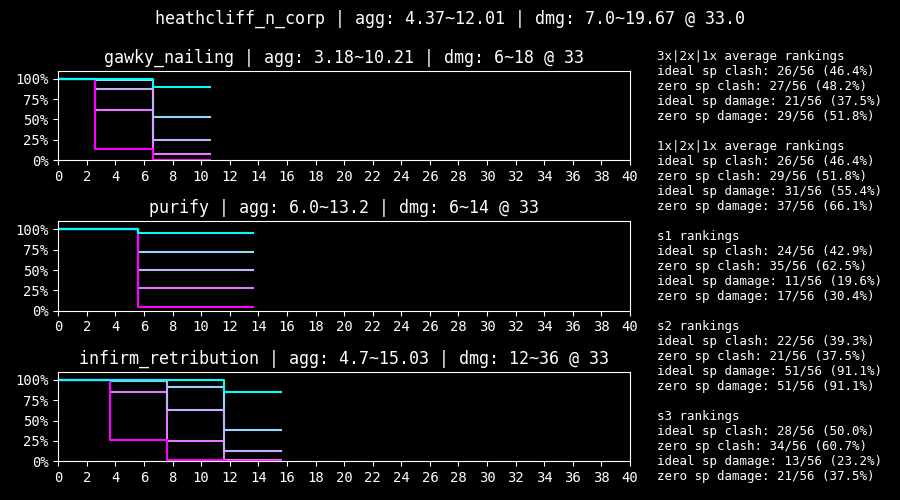 heathcliff_n_corp | agg: 4.37~12.01 | dmg: 7.0~19.67 @ 33.0
gawky_nailing | agg: 3.18~10.21 | dmg: 6~18 @ 33
100%
75%
50%
25%
0%
0 2 4 6 8 10 12 14 16 18 20 22 24 26 28 30 32 34 36 38 40
purify | agg: 6.0~13.2 | dmg: 6~14 @ 33
100%
75%
50%
25%
0%
0 2 4 6 8 10 12 14 16 18 20 22 24 26 28 30 32 34 36 38 40
infirm_retribution | agg: 4.7~15.03 | dmg: 12~36 @ 33
100%
75%
50%
25%
0%
0 2 4 6 8 10 12 14 16 18 20 22 24 26 28 30 32 34 36 38 40
3x|2x|1x average rankings
ideal sp clash: 26/56 (46.4%)
zero sp clash: 27/56 (48.2%)
ideal sp damage: 21/56 (37.5%)
zero sp damage: 29/56 (51.8%)
1x|2x|1x average rankings
ideal sp clash: 26/56 (46.4%)
zero sp clash: 29/56 (51.8%)
ideal sp damage: 31/56 (55.4%)
zero sp damage: 37/56 (66.1%)
s1 rankings
ideal sp clash: 24/56 (42.9%)
zero sp clash: 35/56 (62.5%)
ideal sp damage: 11/56 (19.6%)
zero sp damage: 17/56 (30.4%)
s2 rankings
ideal sp clash: 22/56 (39.3%)
zero sp clash: 21/56 (37.5%)
ideal sp damage: 51/56 (91.1%)
zero sp damage: 51/56 (91.1%)
s3 rankings
ideal sp clash: 28/56 (50.0%)
zero sp clash: 34/56 (60.7%)
ideal sp damage: 13/56 (23.2%)
zero sp damage: 21/56 (37.5%)